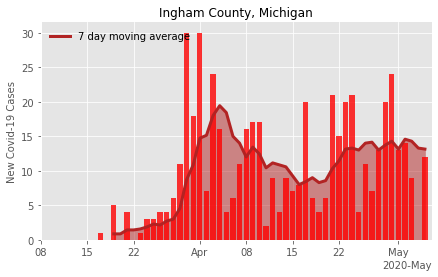 Ingham County, Michigan
7 day moving average
New Covid-19 Cases
30
25
20
15
10
5
0
08 15 22 Apr 08 15 22 May
2020-May